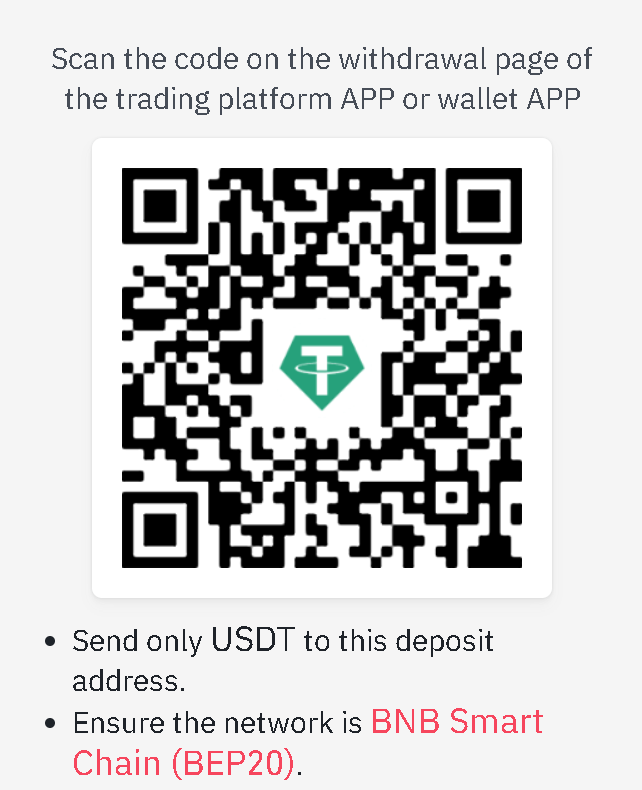 Scan the code on the withdrawal page of
the trading platform APP or wallet APP
Send only USDT to this deposit
address.
Ensure the network is BNB Smart
Chain (BEP20).